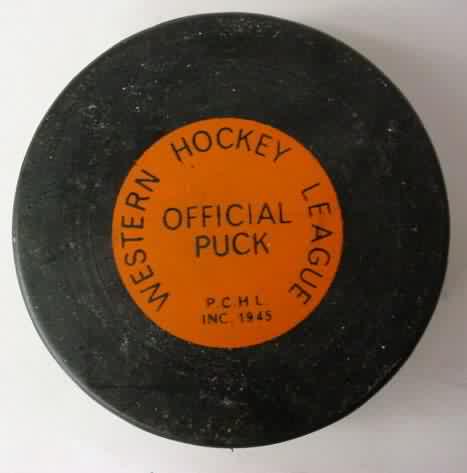 WESTERN HOCKEY LEAGUE
OFFICIAL
PUCK
P.C.H.L.
INC. 1945